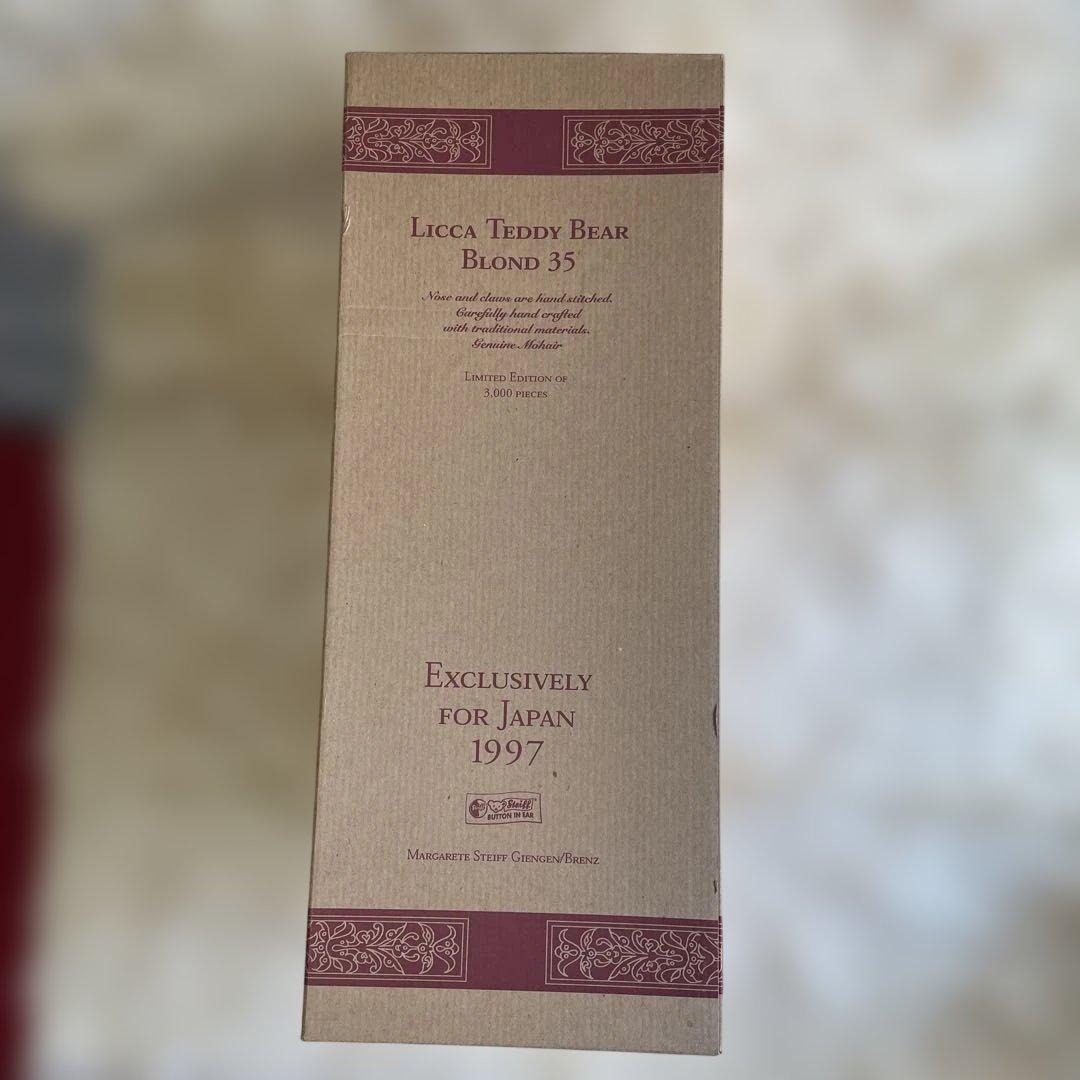 Licca Teddy Bear
Blond 35
Nose and claws are hand stitched.
Carefully hand crafted
with traditional materials.
Genuine Mohair
Limited Edition of
3,000 pieces
Exclusively
for Japan
1997
Steiff
BUTTON IN EAR
Margarete Steiff Giengen/Brenz